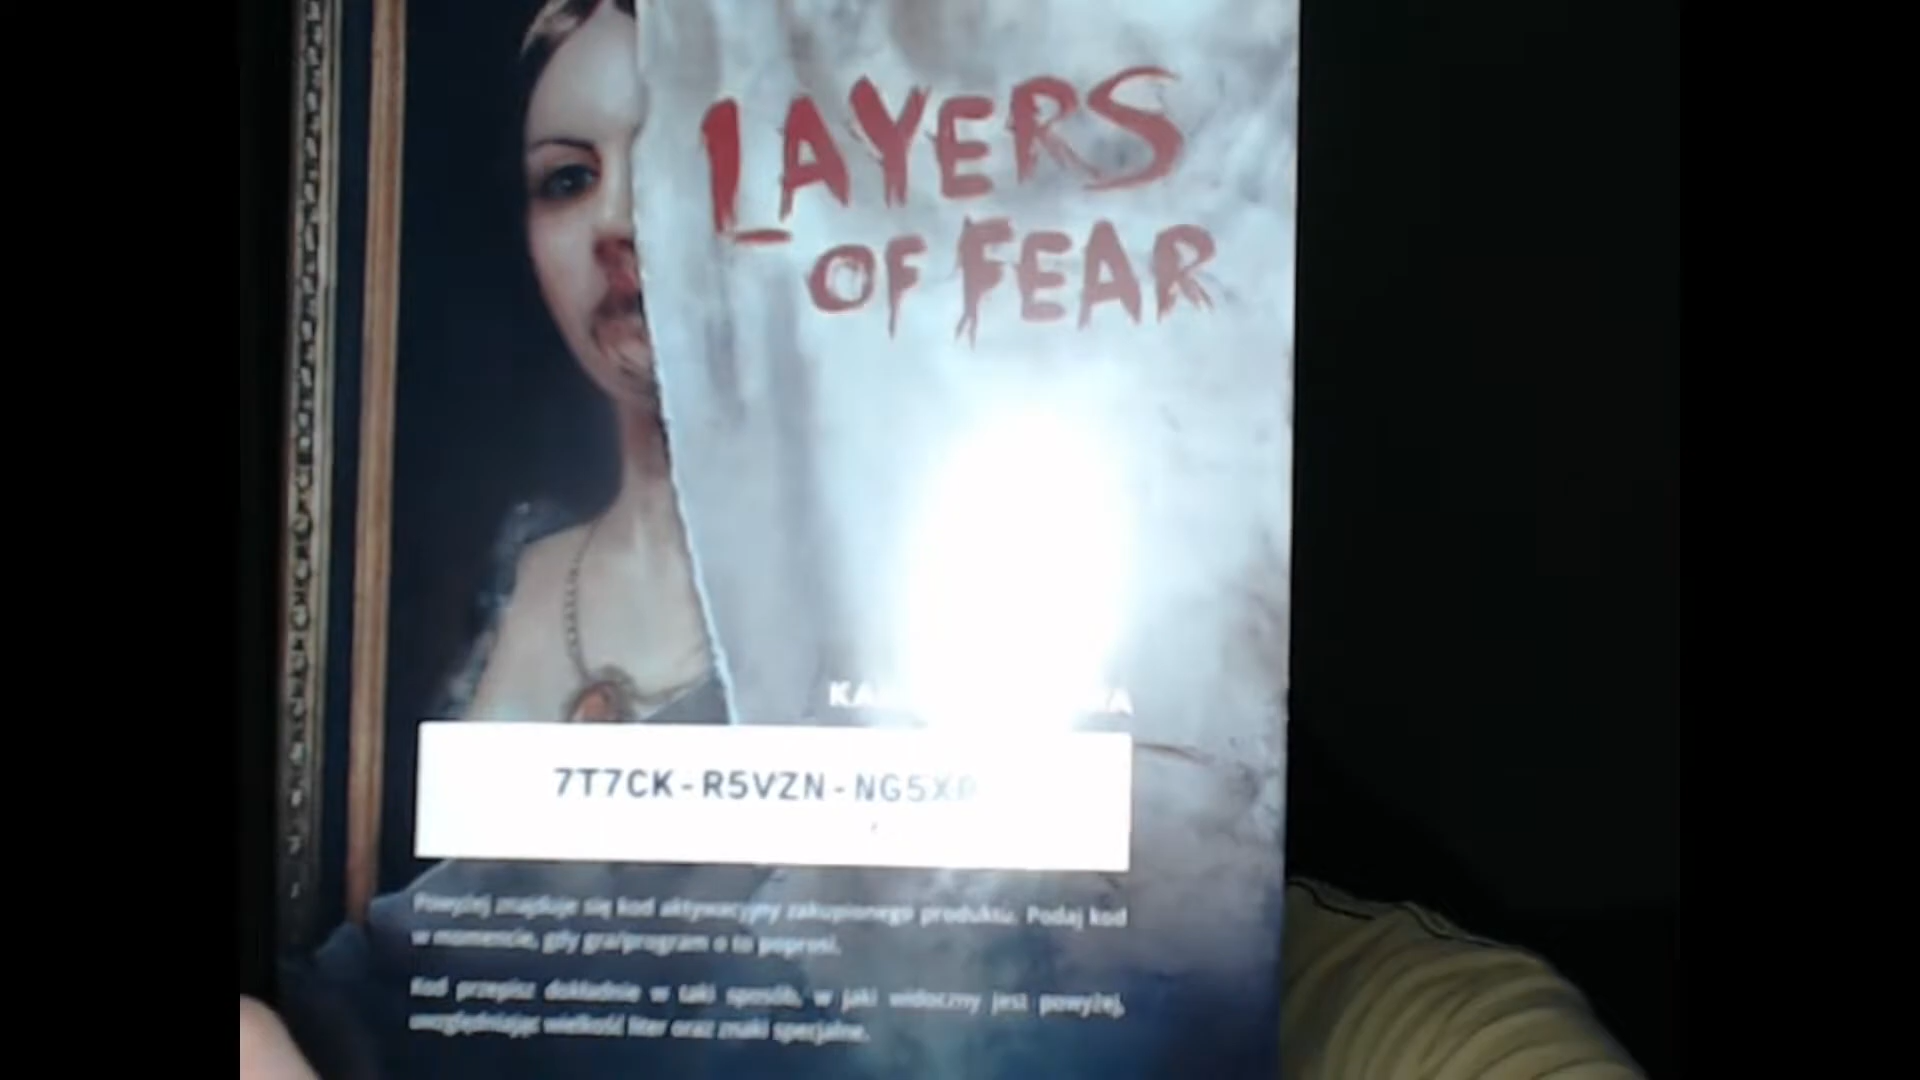 LAYERS
OF FEAR
7T7CK-R5VZN-NG5XP
Powyżej znajduje się kod aktywacyjny zakupionego produktu. Podaj kod
w momencie, gdy gra/program o to poprosi.
Kod przepisz dokładnie w taki sposób, w jaki widoczny jest powyżej,
uwzględniając wielkość liter oraz znaki specjalne.